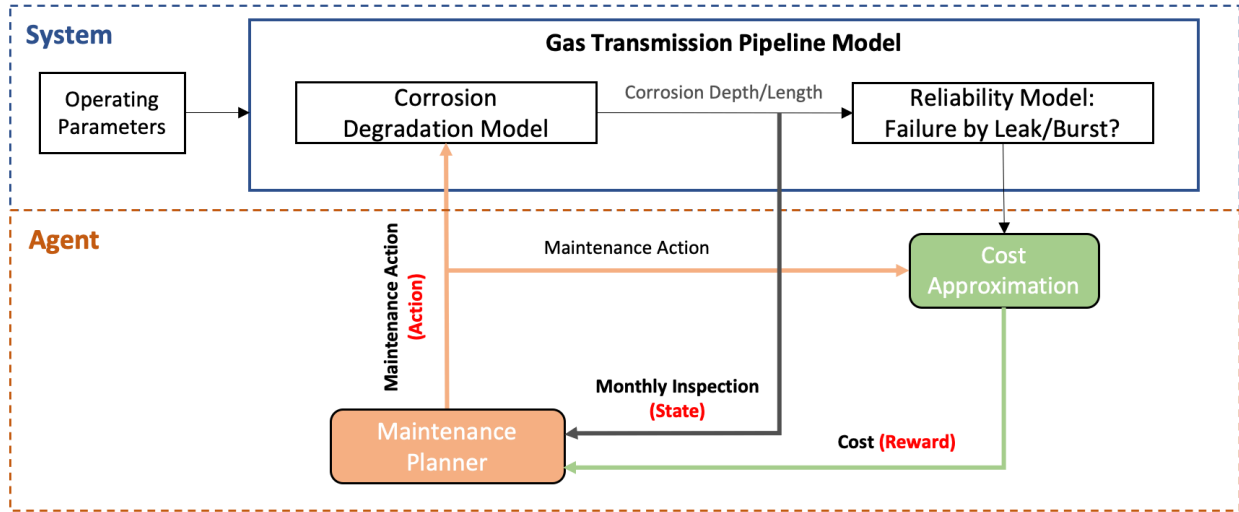 System
Gas Transmission Pipeline Model
Operating
Parameters
Corrosion
Degradation Model
Corrosion Depth/Length
Reliability Model:
Failure by Leak/Burst?
Agent
Maintenance Action
(Action)
Maintenance Action
Cost
Approximation
Monthly Inspection
(State)
Maintenance
Planner
Cost (Reward)